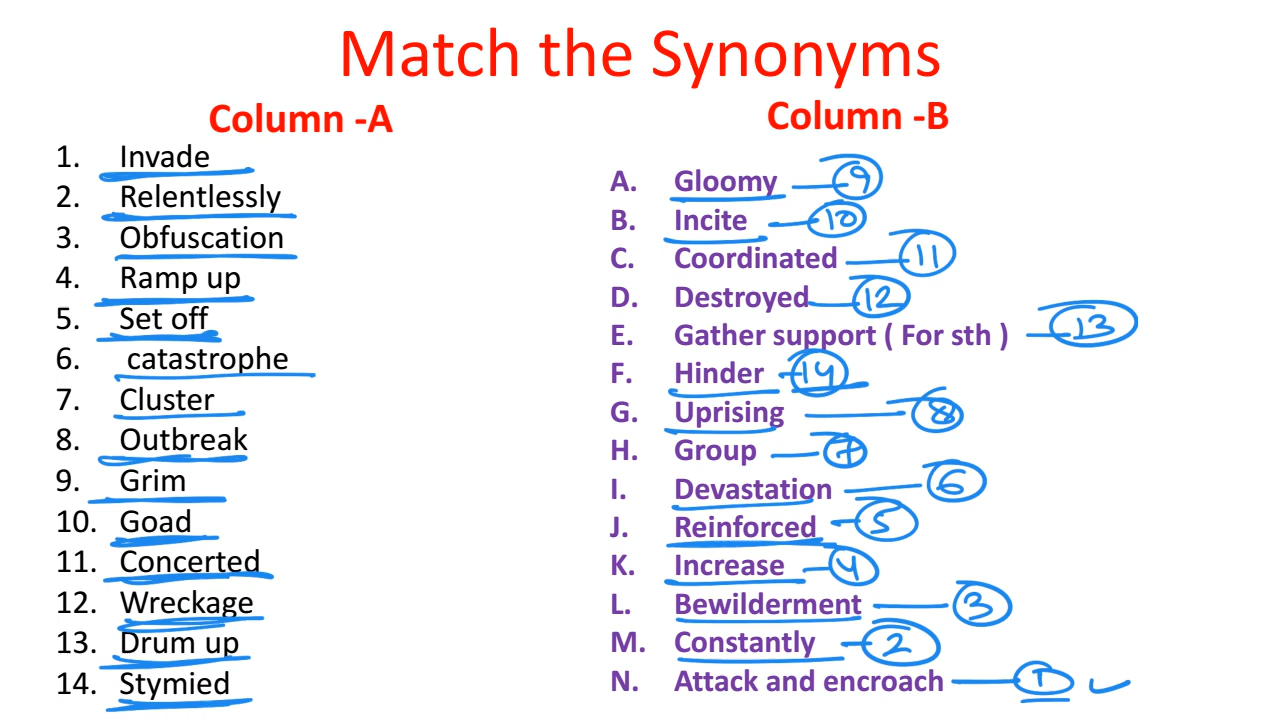 Match the Synonyms
Column -A
1. Invade
2. Relentlessly
3. Obfuscation
4. Ramp up
5. Set off
6. catastrophe
7. Cluster
8. Outbreak
9. Grim
10. Goad
11. Concerted
12. Wreckage
13. Drum up
14. Stymied
Column -B
A. Gloomy 9
B. Incite 10
C. Coordinated 11
D. Destroyed 12
E. Gather support ( For sth ) 13
F. Hinder 14
G. Uprising 8
H. Group 7
I. Devastation 6
J. Reinforced 5
K. Increase 4
L. Bewilderment 3
M. Constantly 2
N. Attack and encroach 1